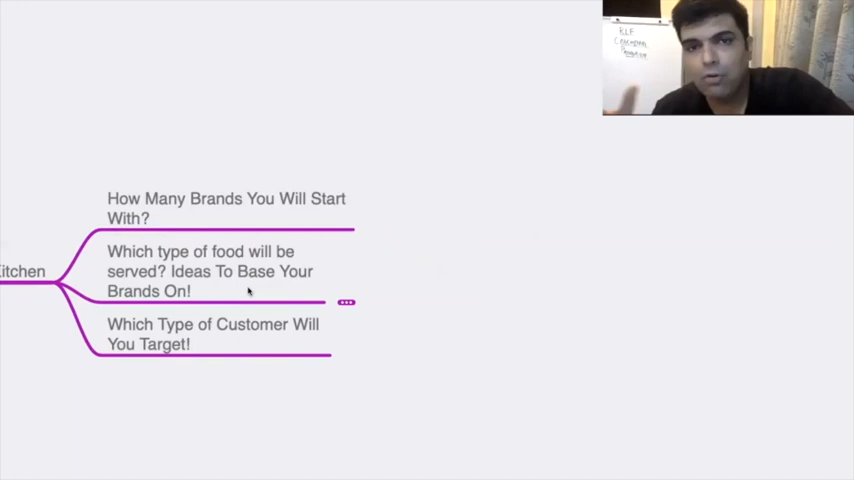 How Many Brands You Will Start
With?
Which type of food will be
served? Ideas To Base Your
Brands On!
itchen
Which Type of Customer Will
You Target!
RLF